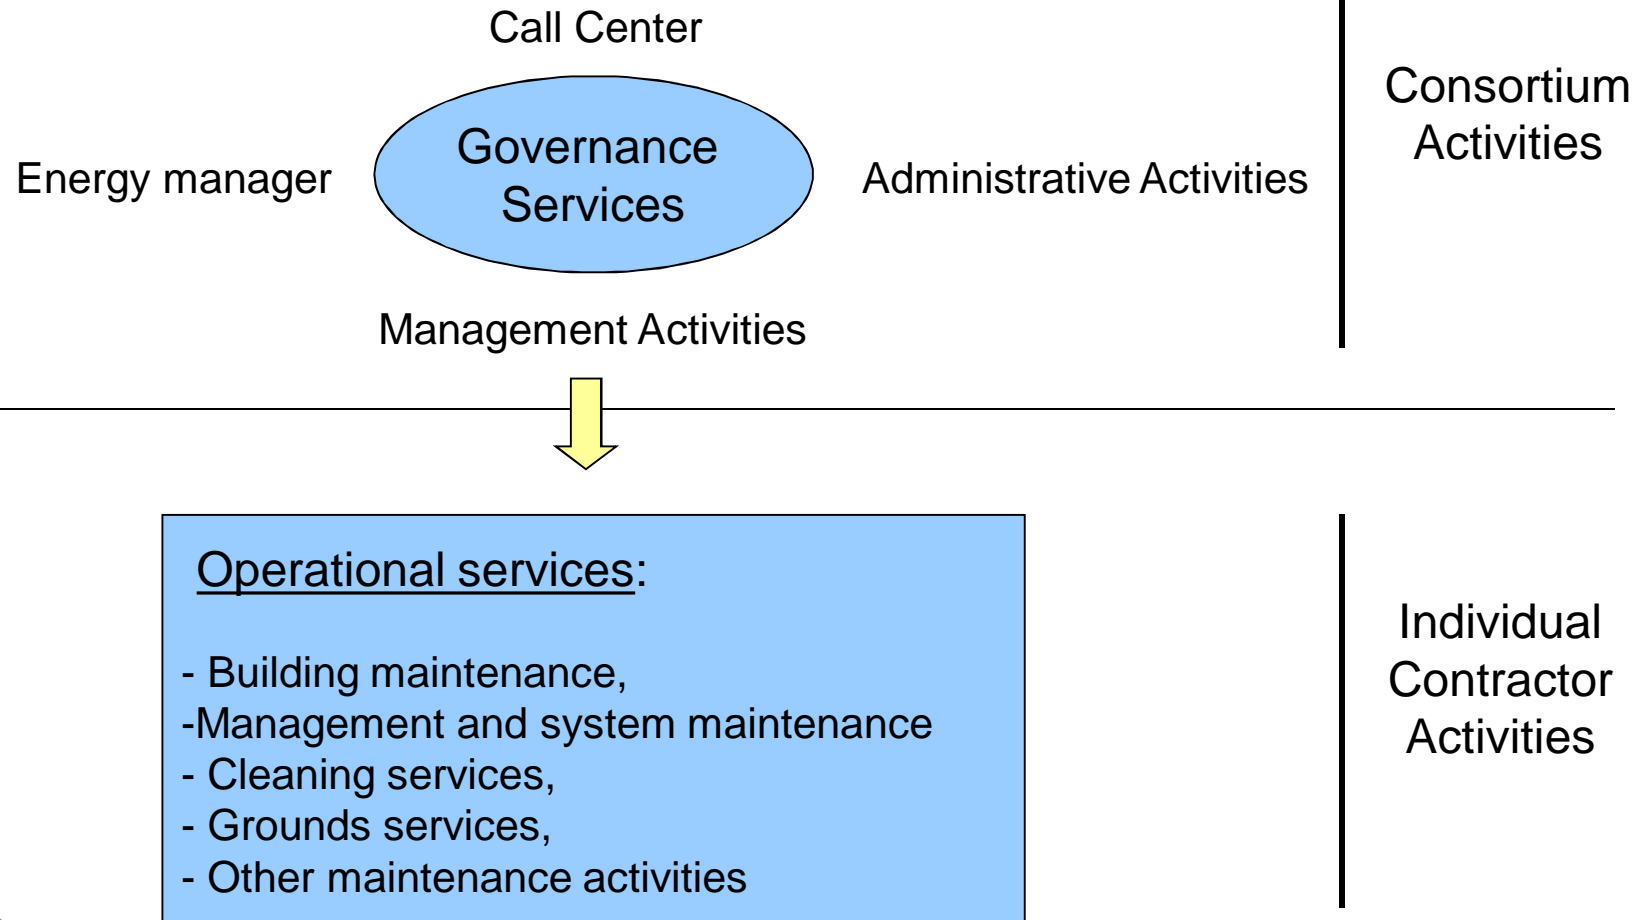 Call Center
Governance
Services
Energy manager
Administrative Activities
Management Activities
Consortium
Activities
Operational services:
- Building maintenance,
-Management and system maintenance
- Cleaning services,
- Grounds services,
- Other maintenance activities
Individual
Contractor
Activities